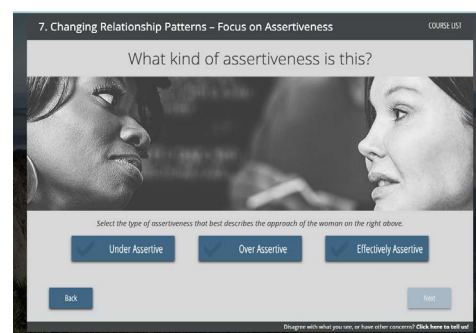 7. Changing Relationship Patterns – Focus on Assertiveness
COURSE LIST
What kind of assertiveness is this?
Select the type of assertiveness that best describes the approach of the woman on the right above.
Under Assertive
Over Assertive
Effectively Assertive
Back
Next
Disagree with what you see, or have other concerns? Click here to tell us!